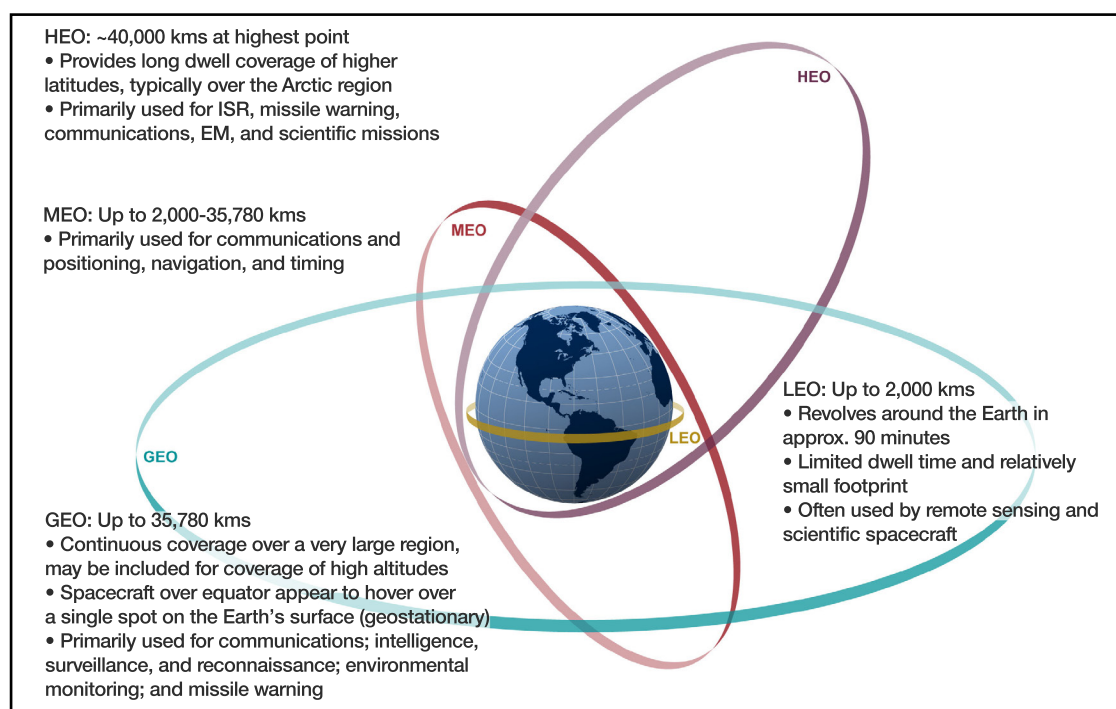 HEO: ~40,000 kms at highest point
• Provides long dwell coverage of higher
latitudes, typically over the Arctic region
• Primarily used for ISR, missile warning,
communications, EM, and scientific missions
HEO
MEO: Up to 2,000-35,780 kms
• Primarily used for communications and
positioning, navigation, and timing
MEO
LEO: Up to 2,000 kms
• Revolves around the Earth in
approx. 90 minutes
• Limited dwell time and relatively
small footprint
• Often used by remote sensing and
scientific spacecraft
LEO
GEO
GEO: Up to 35,780 kms
• Continuous coverage over a very large region,
may be included for coverage of high altitudes
• Spacecraft over equator appear to hover over
a single spot on the Earth’s surface (geostationary)
• Primarily used for communications; intelligence,
surveillance, and reconnaissance; environmental
monitoring; and missile warning